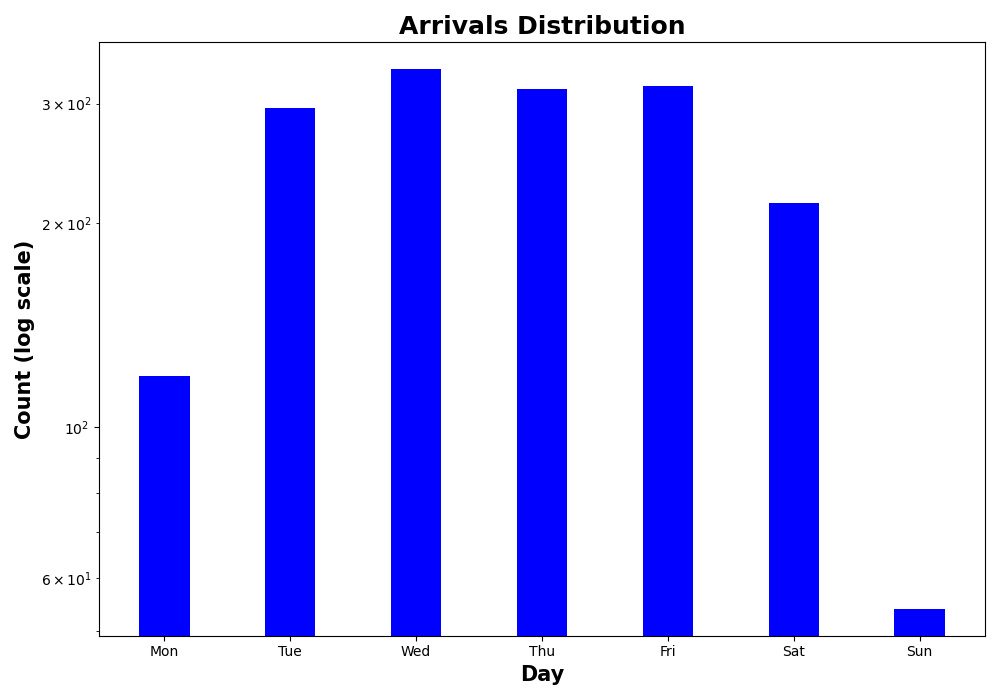 Arrivals Distribution
3 × 10²
2 × 10²
10²
6 × 10¹
Count (log scale)
Mon Tue Wed Thu Fri Sat Sun
Day